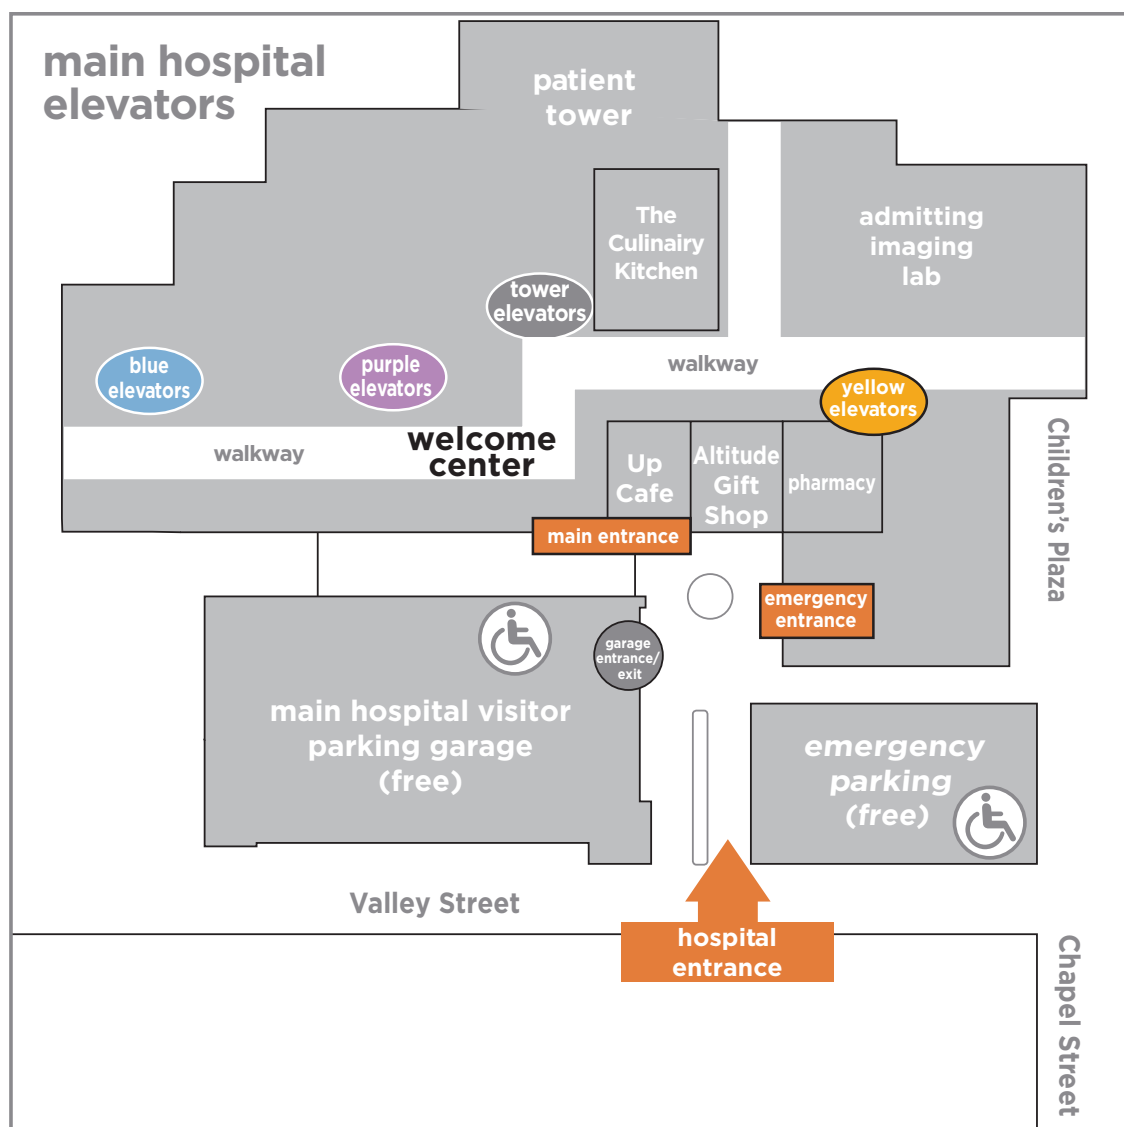 main hospital
elevators
patient
tower
The
Culinairy
Kitchen
admitting
imaging
lab
tower
elevators
blue
elevators
purple
elevators
walkway
yellow
elevators
walkway
welcome
center
Up
Cafe
Altitude
Gift
Shop
pharmacy
Children's Plaza
main entrance
emergency
entrance
garage
entrance/
exit
main hospital visitor
parking garage
(free)
emergency
parking
(free)
Valley Street
hospital
entrance
Chapel Street